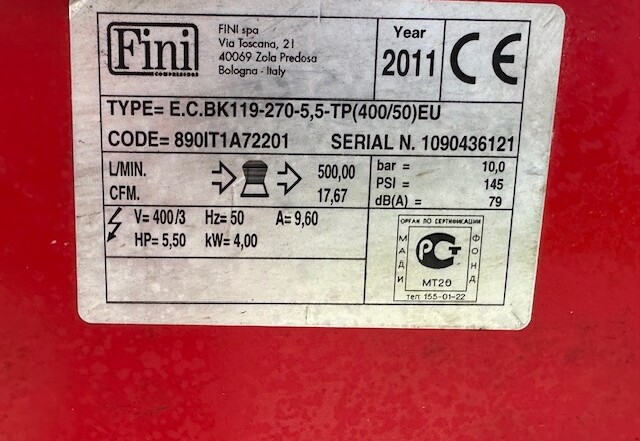 Fini
COMPRESSORS
FINI spa
Via Toscana, 21
40069 Zola Predosa
Bologna - Italy
Year
2011
CE
TYPE= E.C.BK119-270-5,5-TP(400/50)EU
CODE= 890IT1A72201 SERIAL N. 1090436121
L/MIN. 500,00
CFM. 17,67
bar = 10,0
PSI = 145
dB(A) = 79
V= 400/3 Hz= 50 A= 9,60
HP= 5,50 kW= 4,00
ОРГАН ПО СЕРТИФИКАЦИИ
МАДИ
РСТ
ФОНД
МТ20
тел: 155-01-22